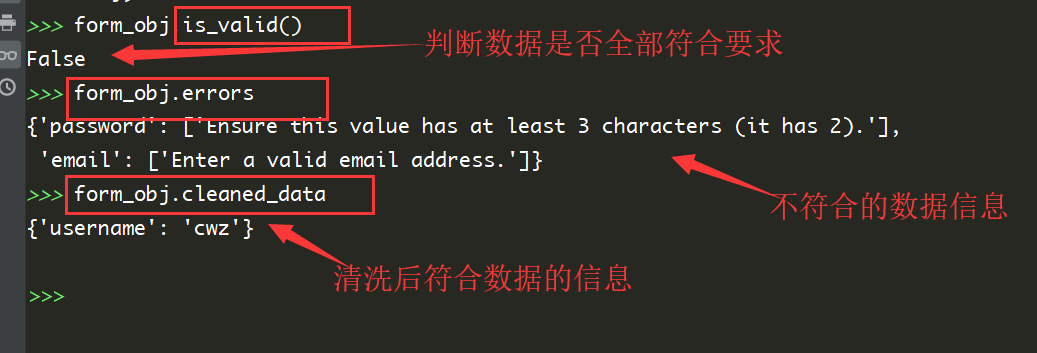 >>> form_obj.is_valid()
判断数据是否全部符合要求
False
>>> form_obj.errors
{'password': ['Ensure this value has at least 3 characters (it has 2).'],
'email': ['Enter a valid email address.']}
>>> form_obj.cleaned_data
不符合的数据信息
{'username': 'cwz'}
清洗后符合数据的信息
>>>